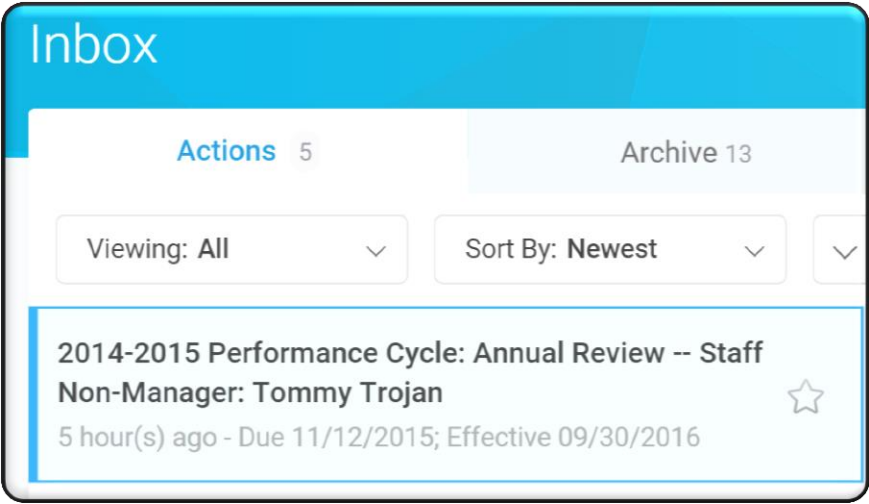 Inbox
Actions 5
Archive 13
Viewing: All
Sort By: Newest
2014-2015 Performance Cycle: Annual Review -- Staff
Non-Manager: Tommy Trojan
5 hour(s) ago - Due 11/12/2015; Effective 09/30/2016